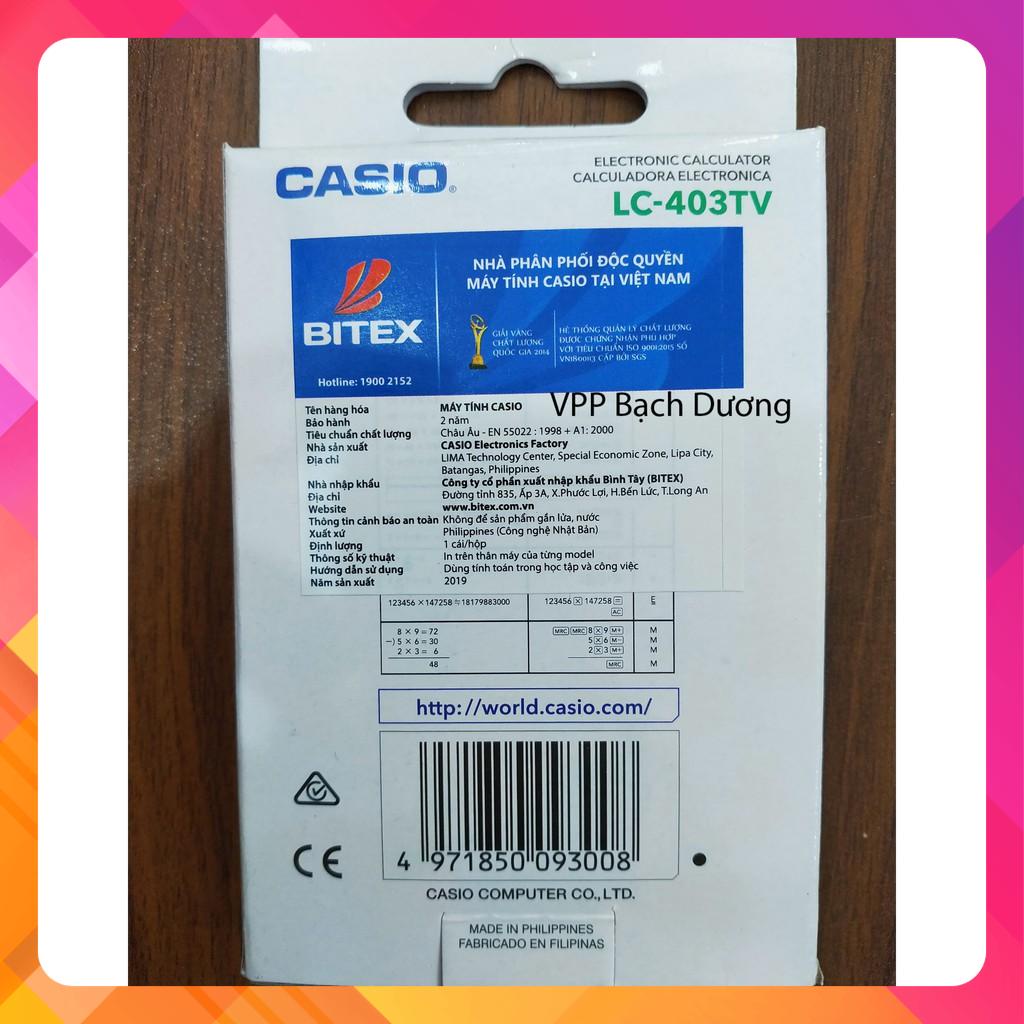 CASIO®
ELECTRONIC CALCULATOR
CALCULADORA ELECTRONICA
LC-403TV
BITEX
Hotline: 1900 2152
NHÀ PHÂN PHỐI ĐỘC QUYỀN
MÁY TÍNH CASIO TẠI VIỆT NAM
GIẢI VÀNG
CHẤT LƯỢNG
QUỐC GIA 2014
HỆ THỐNG QUẢN LÝ CHẤT LƯỢNG
ĐƯỢC CHỨNG NHẬN PHÙ HỢP
VỚI TIÊU CHUẨN ISO 9001:2015 SỐ
VN18/00113 CẤP BỞI SGS
VPP Bạch Dương
Tên hàng hóa MÁY TÍNH CASIO
Bảo hành 2 năm
Tiêu chuẩn chất lượng Châu Âu - EN 55022 : 1998 + A1: 2000
Nhà sản xuất CASIO Electronics Factory
Địa chỉ LIMA Technology Center, Special Economic Zone, Lipa City,
Batangas, Philippines
Nhà nhập khẩu Công ty cổ phần xuất nhập khẩu Bình Tây (BITEX)
Địa chỉ Đường tỉnh 835, Ấp 3A, X.Phước Lợi, H.Bến Lức, T.Long An
Website www.bitex.com.vn
Thông tin cảnh báo an toàn Không để sản phẩm gần lửa, nước
Xuất xứ Philippines (Công nghệ Nhật Bản)
Định lượng 1 cái/hộp
Thông số kỹ thuật In trên thân máy của từng model
Hướng dẫn sử dụng Dùng tính toán trong học tập và công việc
Năm sản xuất 2019
123456 × 147258 ≒ 18179883000 123456 × 147258 = E
AC
8 × 9 = 72 MRC MRC 8 × 9 M+ M
−) 5 × 6 = 30 5 × 6 M− M
2 × 3 = 6 2 × 3 M+ M
48 MRC M
http://world.casio.com/
CE
4 971850 093008
CASIO COMPUTER CO., LTD.
MADE IN PHILIPPINES
FABRICADO EN FILIPINAS